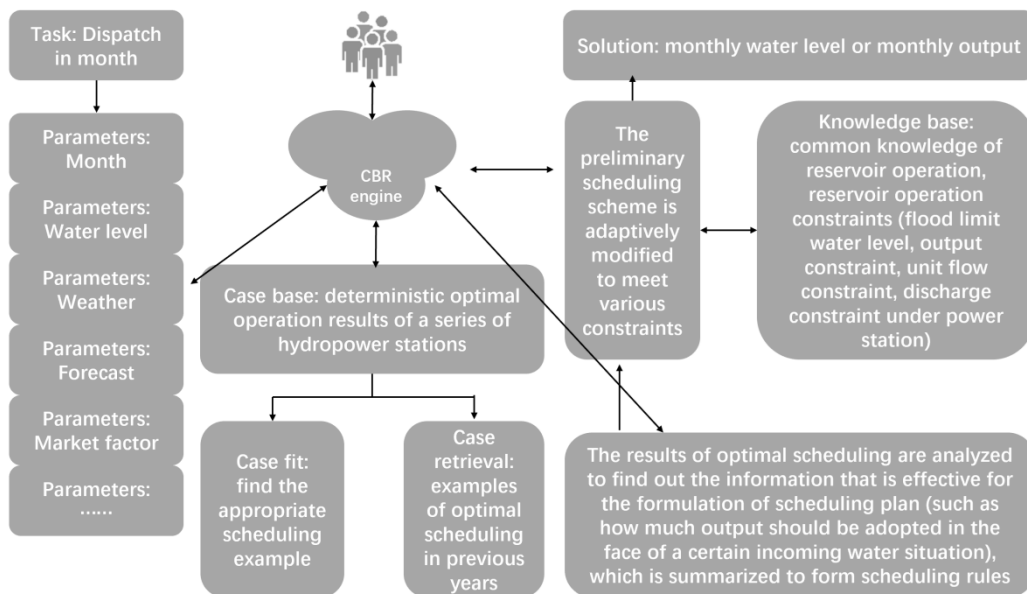 Task: Dispatch
in month
Parameters:
Month
Parameters:
Water level
Parameters:
Weather
Parameters:
Forecast
Parameters:
Market factor
Parameters:
……
CBR
engine
Case base: deterministic optimal
operation results of a series of
hydropower stations
Case fit:
find the
appropriate
scheduling
example
Case
retrieval:
examples
of optimal
scheduling
in previous
years
Solution: monthly water level or monthly output
The
preliminary
scheduling
scheme is
adaptively
modified
to meet
various
constraints
Knowledge base:
common knowledge of
reservoir operation,
reservoir operation
constraints (flood limit
water level, output
constraint, unit flow
constraint, discharge
constraint under power
station)
The results of optimal scheduling are analyzed
to find out the information that is effective for
the formulation of scheduling plan (such as
how much output should be adopted in the
face of a certain incoming water situation),
which is summarized to form scheduling rules